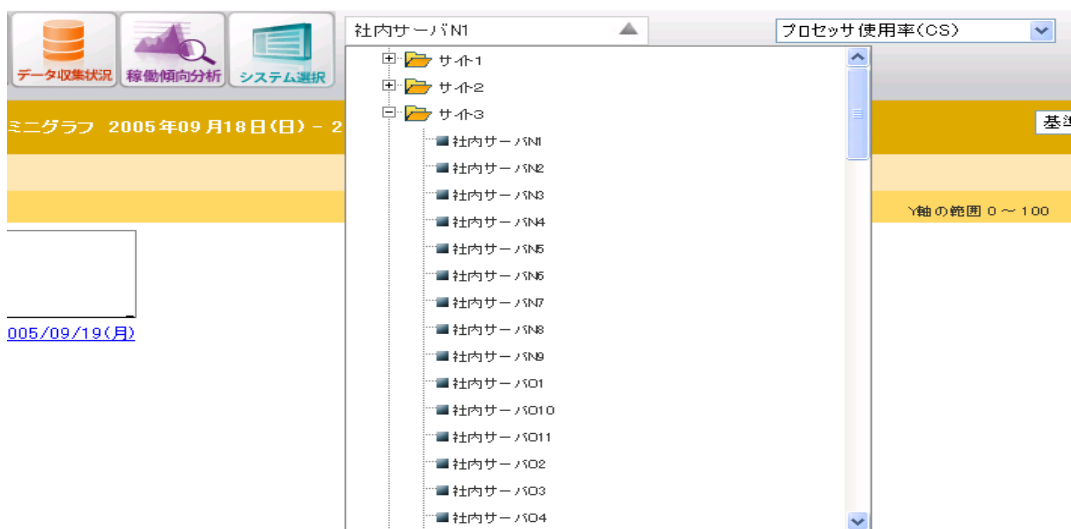 社内サーバN1
プロセッサ使用率(CS)
データ収集状況
稼働傾向分析
システム選択
サイト1
サイト2
サイト3
ミニグラフ 2005年09月18日(日) - 2
基準
社内サーバN1
社内サーバN2
社内サーバN3
社内サーバN4
社内サーバN5
社内サーバN6
社内サーバN7
社内サーバN8
社内サーバN9
社内サーバO1
社内サーバO10
社内サーバO11
社内サーバO2
社内サーバO3
社内サーバO4
Y軸の範囲 0 ~ 100
005/09/19(月)